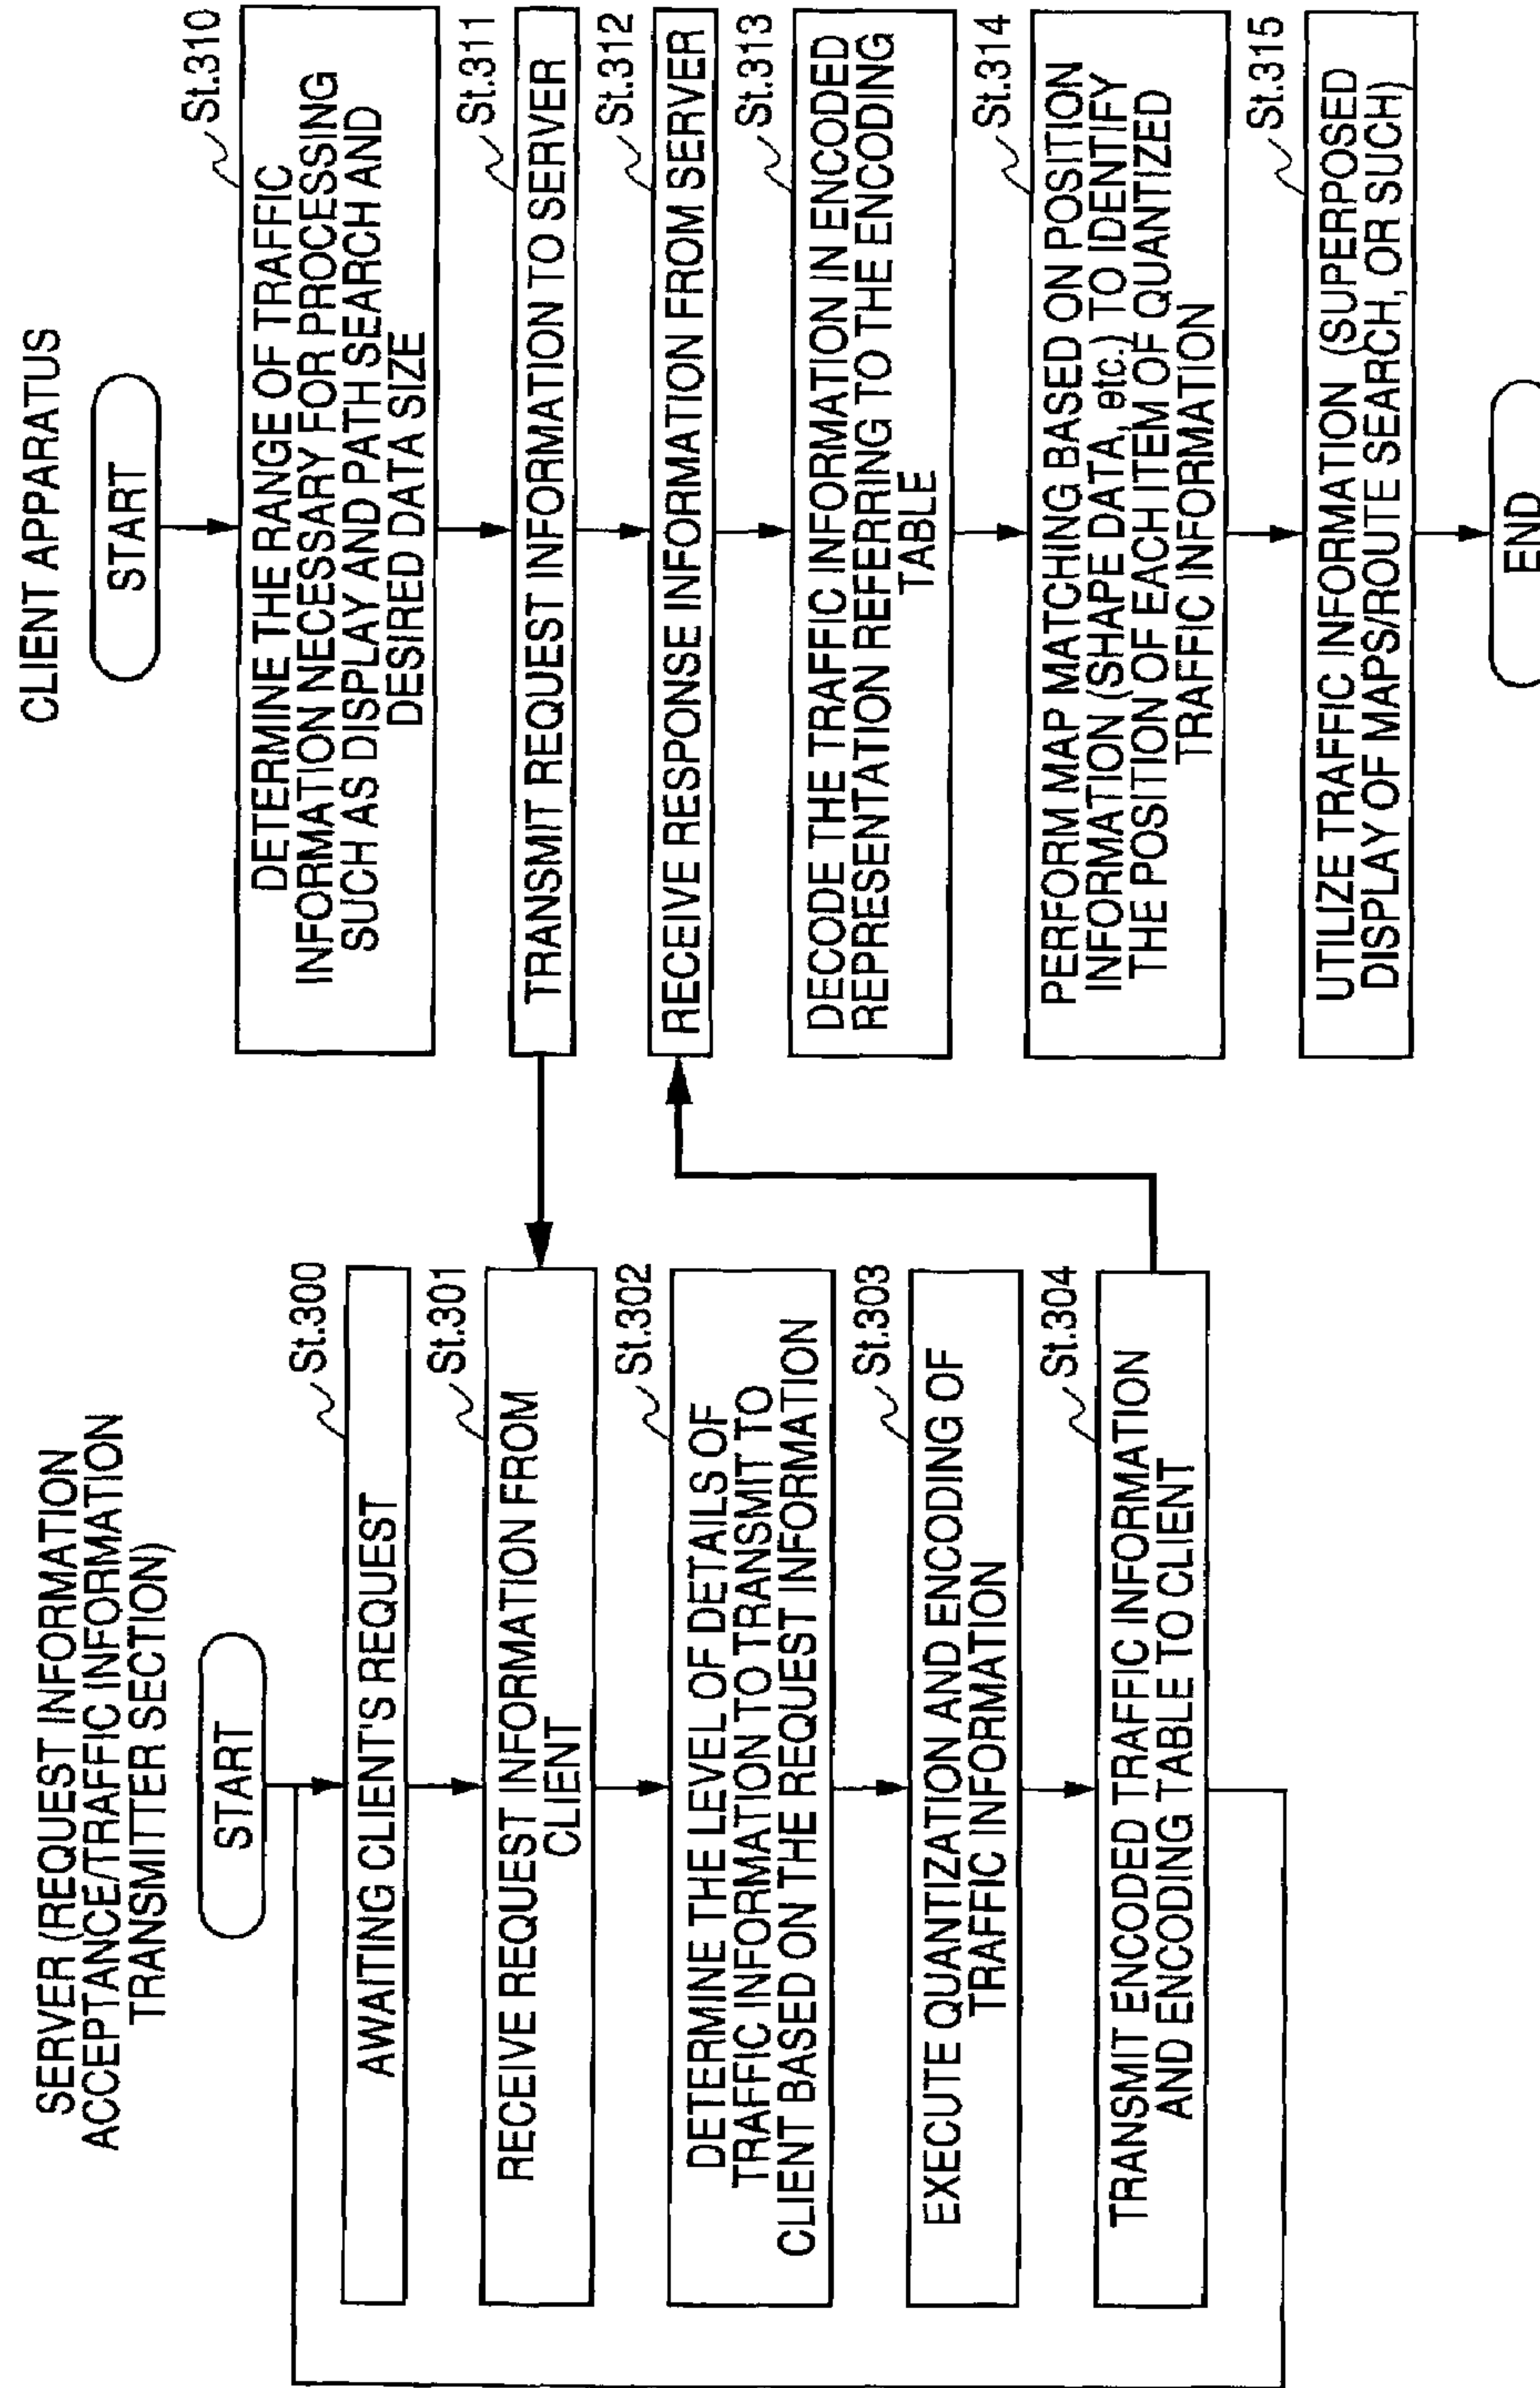 SERVER (REQUEST INFORMATION
ACCEPTANCE/TRAFFIC INFORMATION
TRANSMITTER SECTION)
START
St.300
AWAITING CLIENT'S REQUEST
St.301
RECEIVE REQUEST INFORMATION FROM
CLIENT
St.302
DETERMINE THE LEVEL OF DETAILS OF
TRAFFIC INFORMATION TO TRANSMIT TO
CLIENT BASED ON THE REQUEST INFORMATION
St.303
EXECUTE QUANTIZATION AND ENCODING OF
TRAFFIC INFORMATION
St.304
TRANSMIT ENCODED TRAFFIC INFORMATION
AND ENCODING TABLE TO CLIENT
CLIENT APPARATUS
START
St.310
DETERMINE THE RANGE OF TRAFFIC
INFORMATION NECESSARY FOR PROCESSING
SUCH AS DISPLAY AND PATH SEARCH AND
DESIRED DATA SIZE
St.311
TRANSMIT REQUEST INFORMATION TO SERVER
St.312
RECEIVE RESPONSE INFORMATION FROM SERVER
St.313
DECODE THE TRAFFIC INFORMATION IN ENCODED
REPRESENTATION REFERRING TO THE ENCODING
TABLE
St.314
PERFORM MAP MATCHING BASED ON POSITION
INFORMATION (SHAPE DATA, etc.) TO IDENTIFY
THE POSITION OF EACH ITEM OF QUANTIZED
TRAFFIC INFORMATION
St.315
UTILIZE TRAFFIC INFORMATION (SUPERPOSED
DISPLAY OF MAPS/ROUTE SEARCH, OR SUCH)
END